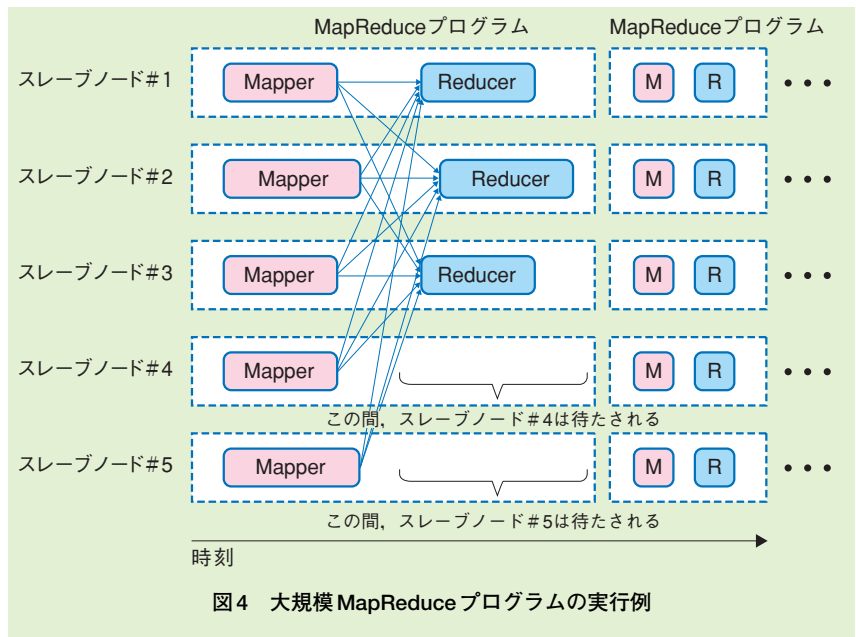 MapReduceプログラム MapReduceプログラム
スレーブノード#1 Mapper Reducer M R •••
スレーブノード#2 Mapper Reducer M R •••
スレーブノード#3 Mapper Reducer M R •••
スレーブノード#4 Mapper M R •••
この間，スレーブノード#4は待たされる
スレーブノード#5 Mapper M R •••
この間，スレーブノード#5は待たされる
時刻
図4　大規模MapReduceプログラムの実行例